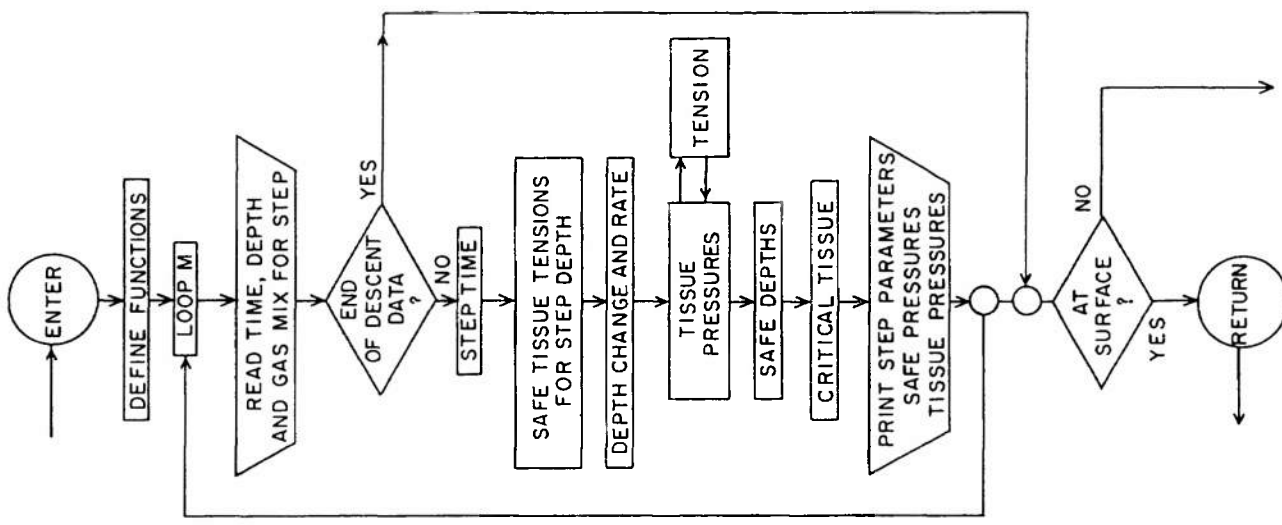 ENTER
DEFINE FUNCTIONS
LOOP M
READ TIME, DEPTH
AND GAS MIX FOR STEP
END
OF DESCENT
DATA
?
YES
NO
STEP TIME
SAFE TISSUE TENSIONS
FOR STEP DEPTH
DEPTH CHANGE AND RATE
TISSUE
PRESSURES
TENSION
SAFE DEPTHS
CRITICAL TISSUE
PRINT STEP PARAMETERS
SAFE PRESSURES
TISSUE PRESSURES
AT
SURFACE
?
NO
YES
RETURN